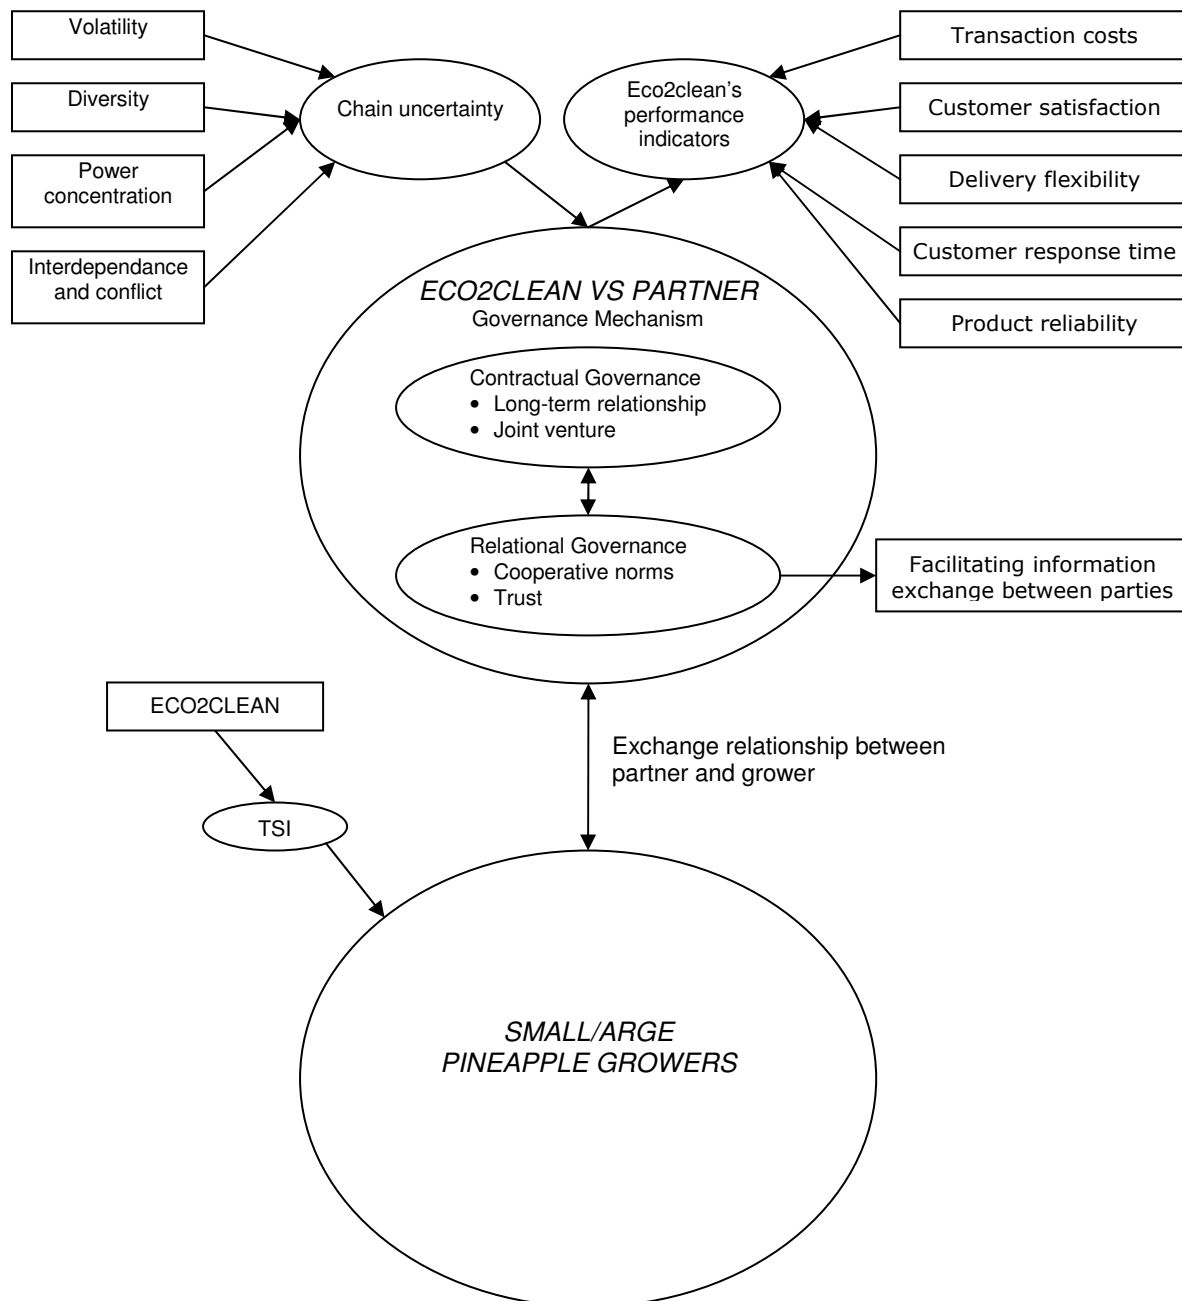 Volatility
Diversity
Power
concentration
Interdependance
and conflict
Chain uncertainty
Eco2clean's
performance
indicators
Transaction costs
Customer satisfaction
Delivery flexibility
Customer response time
Product reliability
ECO2CLEAN VS PARTNER
Governance Mechanism
Contractual Governance
• Long-term relationship
• Joint venture
Relational Governance
• Cooperative norms
• Trust
Facilitating information
exchange between parties
ECO2CLEAN
TSI
Exchange relationship between
partner and grower
SMALL/ARGE
PINEAPPLE GROWERS